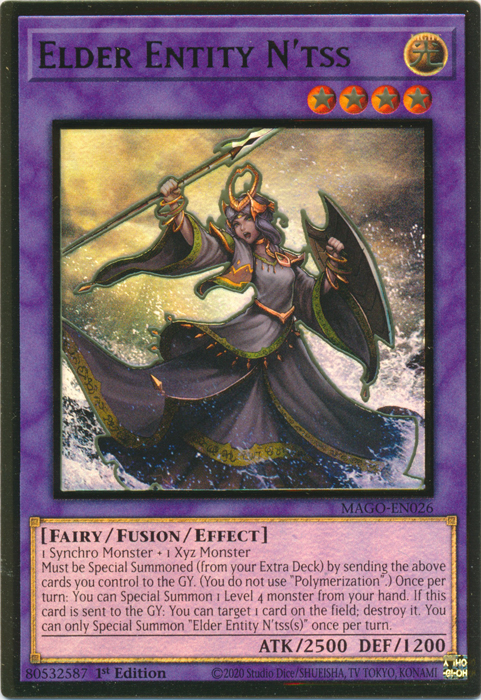 ELDER ENTITY N'TSS
MAGO-EN026
[FAIRY/FUSION/EFFECT]
1 Synchro Monster + 1 Xyz Monster
Must be Special Summoned (from your Extra Deck) by sending the above
cards you control to the GY. (You do not use "Polymerization".) Once per
turn: You can Special Summon 1 Level 4 monster from your hand. If this
card is sent to the GY: You can target 1 card on the field; destroy it. You
can only Special Summon "Elder Entity N'tss(s)" once per turn.
ATK/2500 DEF/1200
80532587 1st Edition ©2020 Studio Dice/SHUEISHA, TV TOKYO, KONAMI